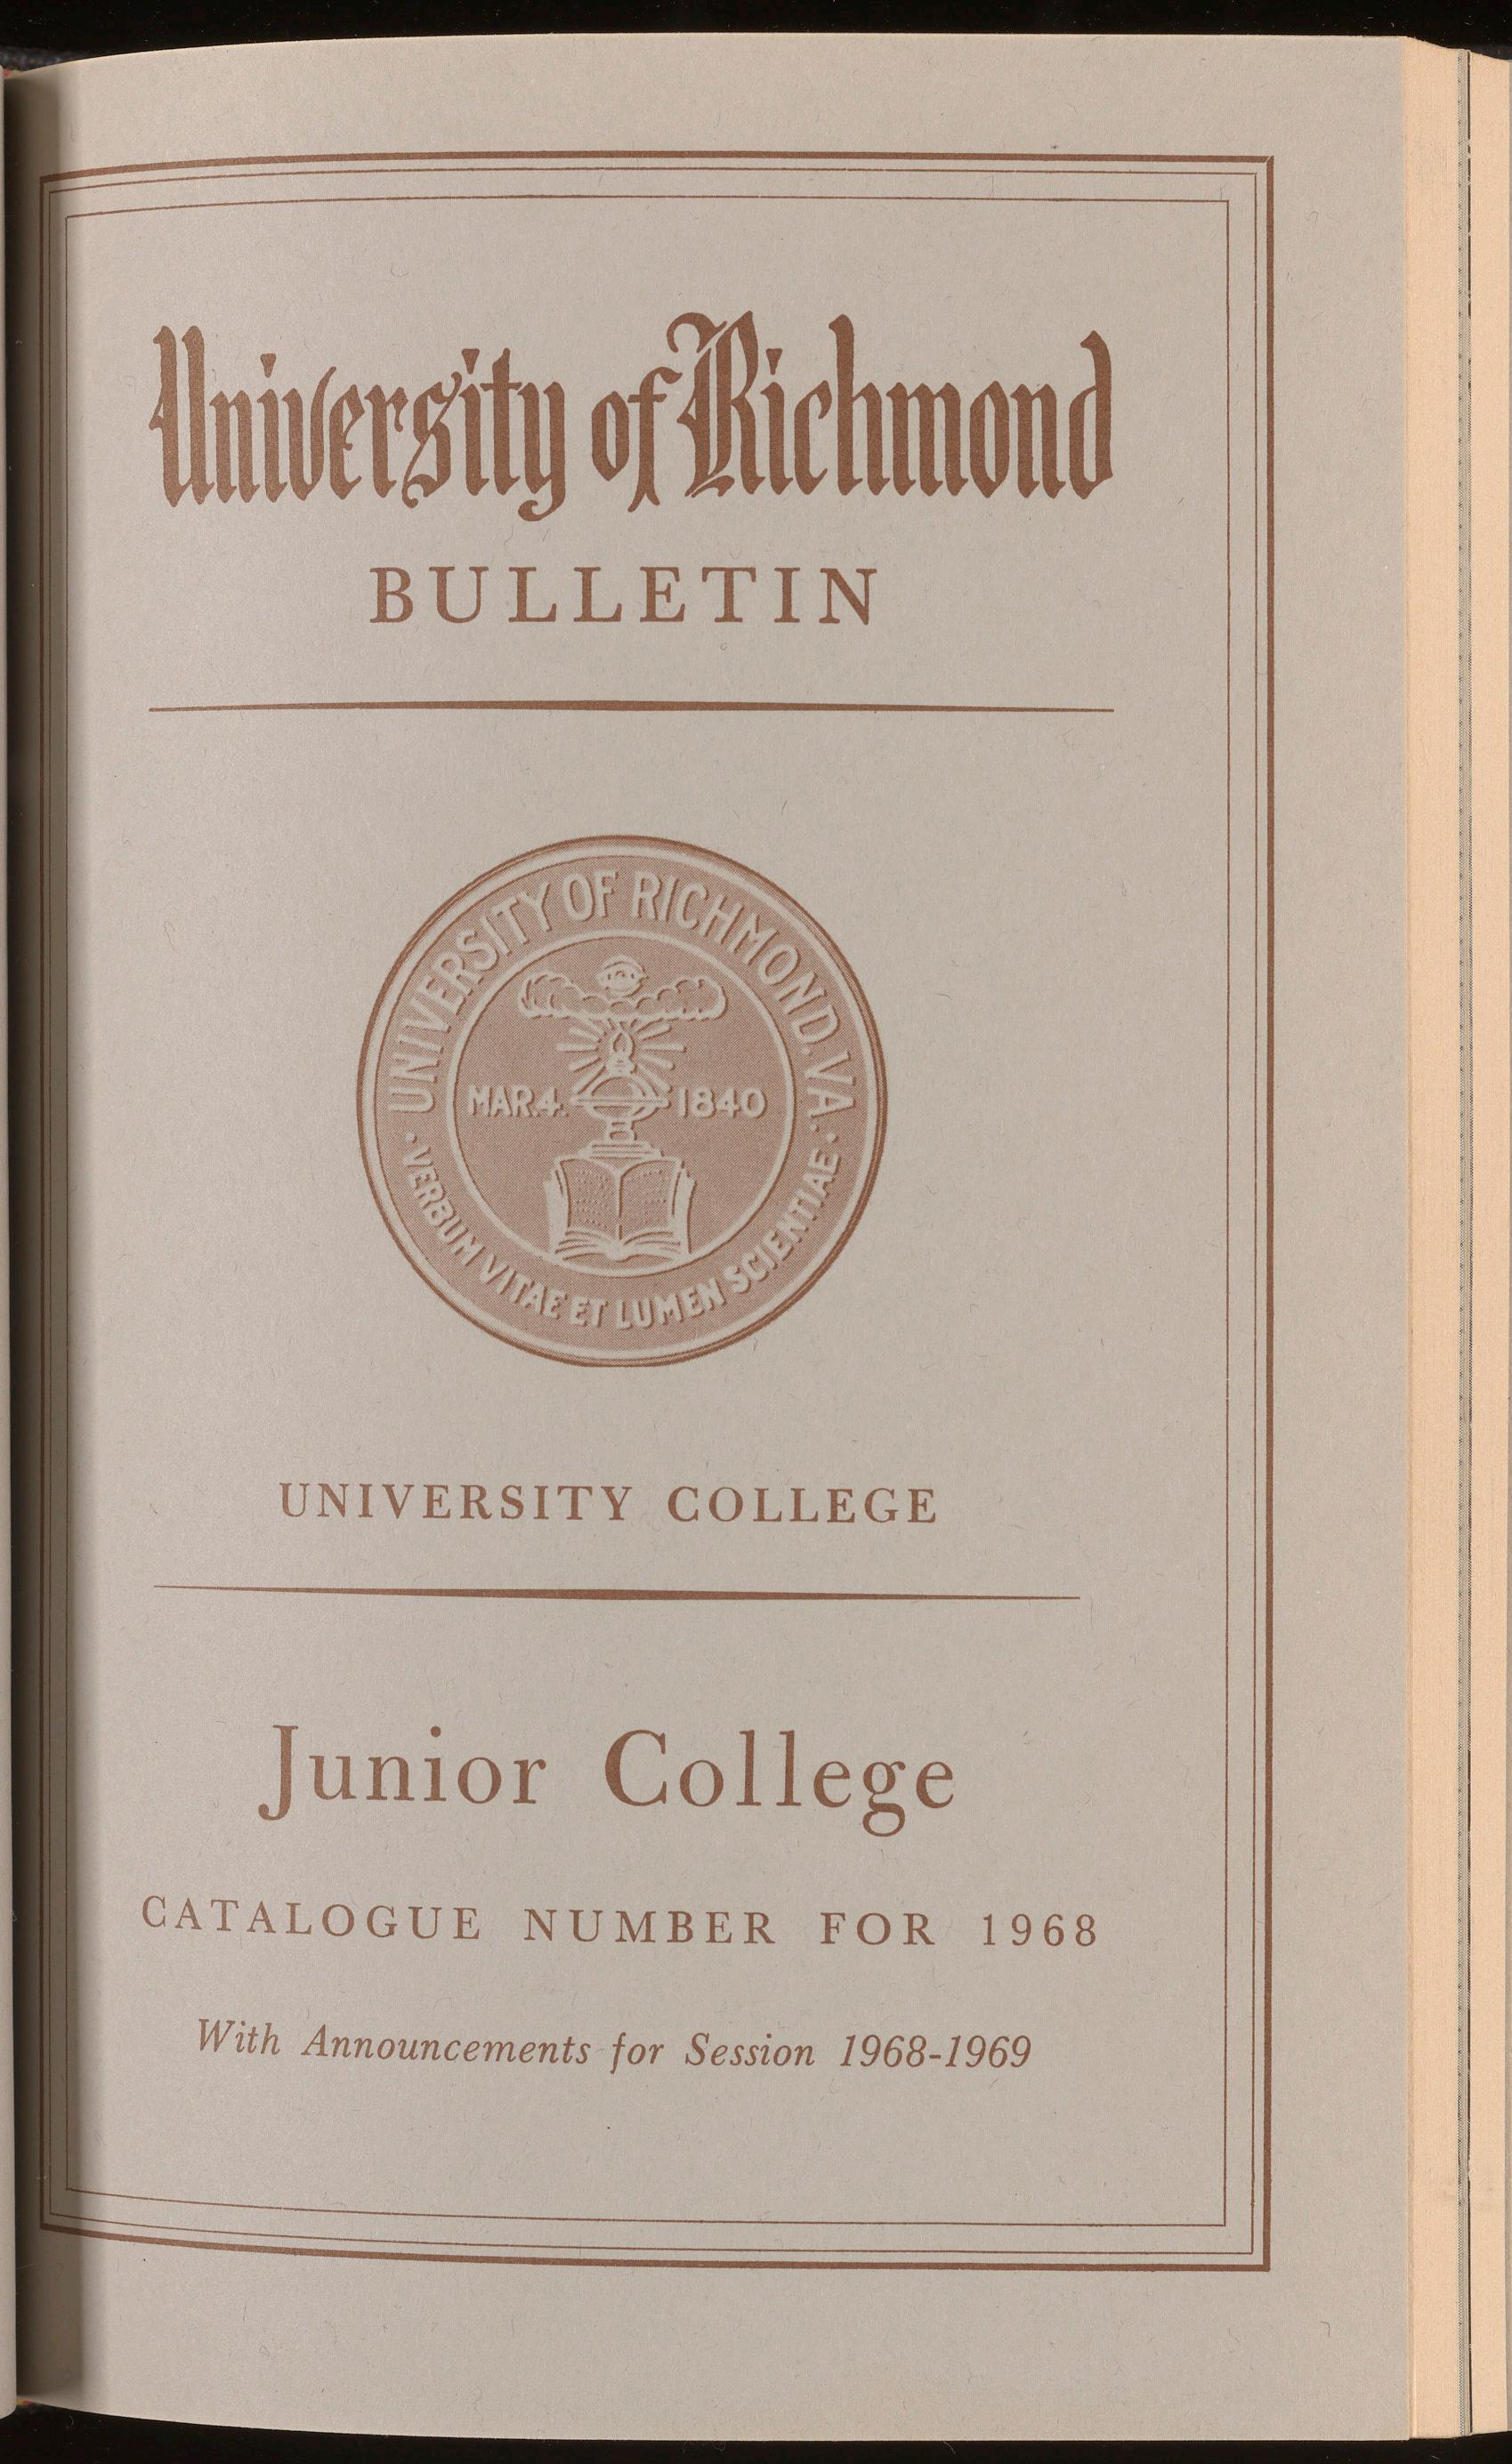 University of Richmond
BULLETIN
UNIVERSITY OF RICHMOND. VA.
MAR. 4. 1840
· VERBUM VITAE ET LUMEN SCIENTIAE ·
UNIVERSITY COLLEGE
Junior College
CATALOGUE NUMBER FOR 1968
With Announcements for Session 1968-1969